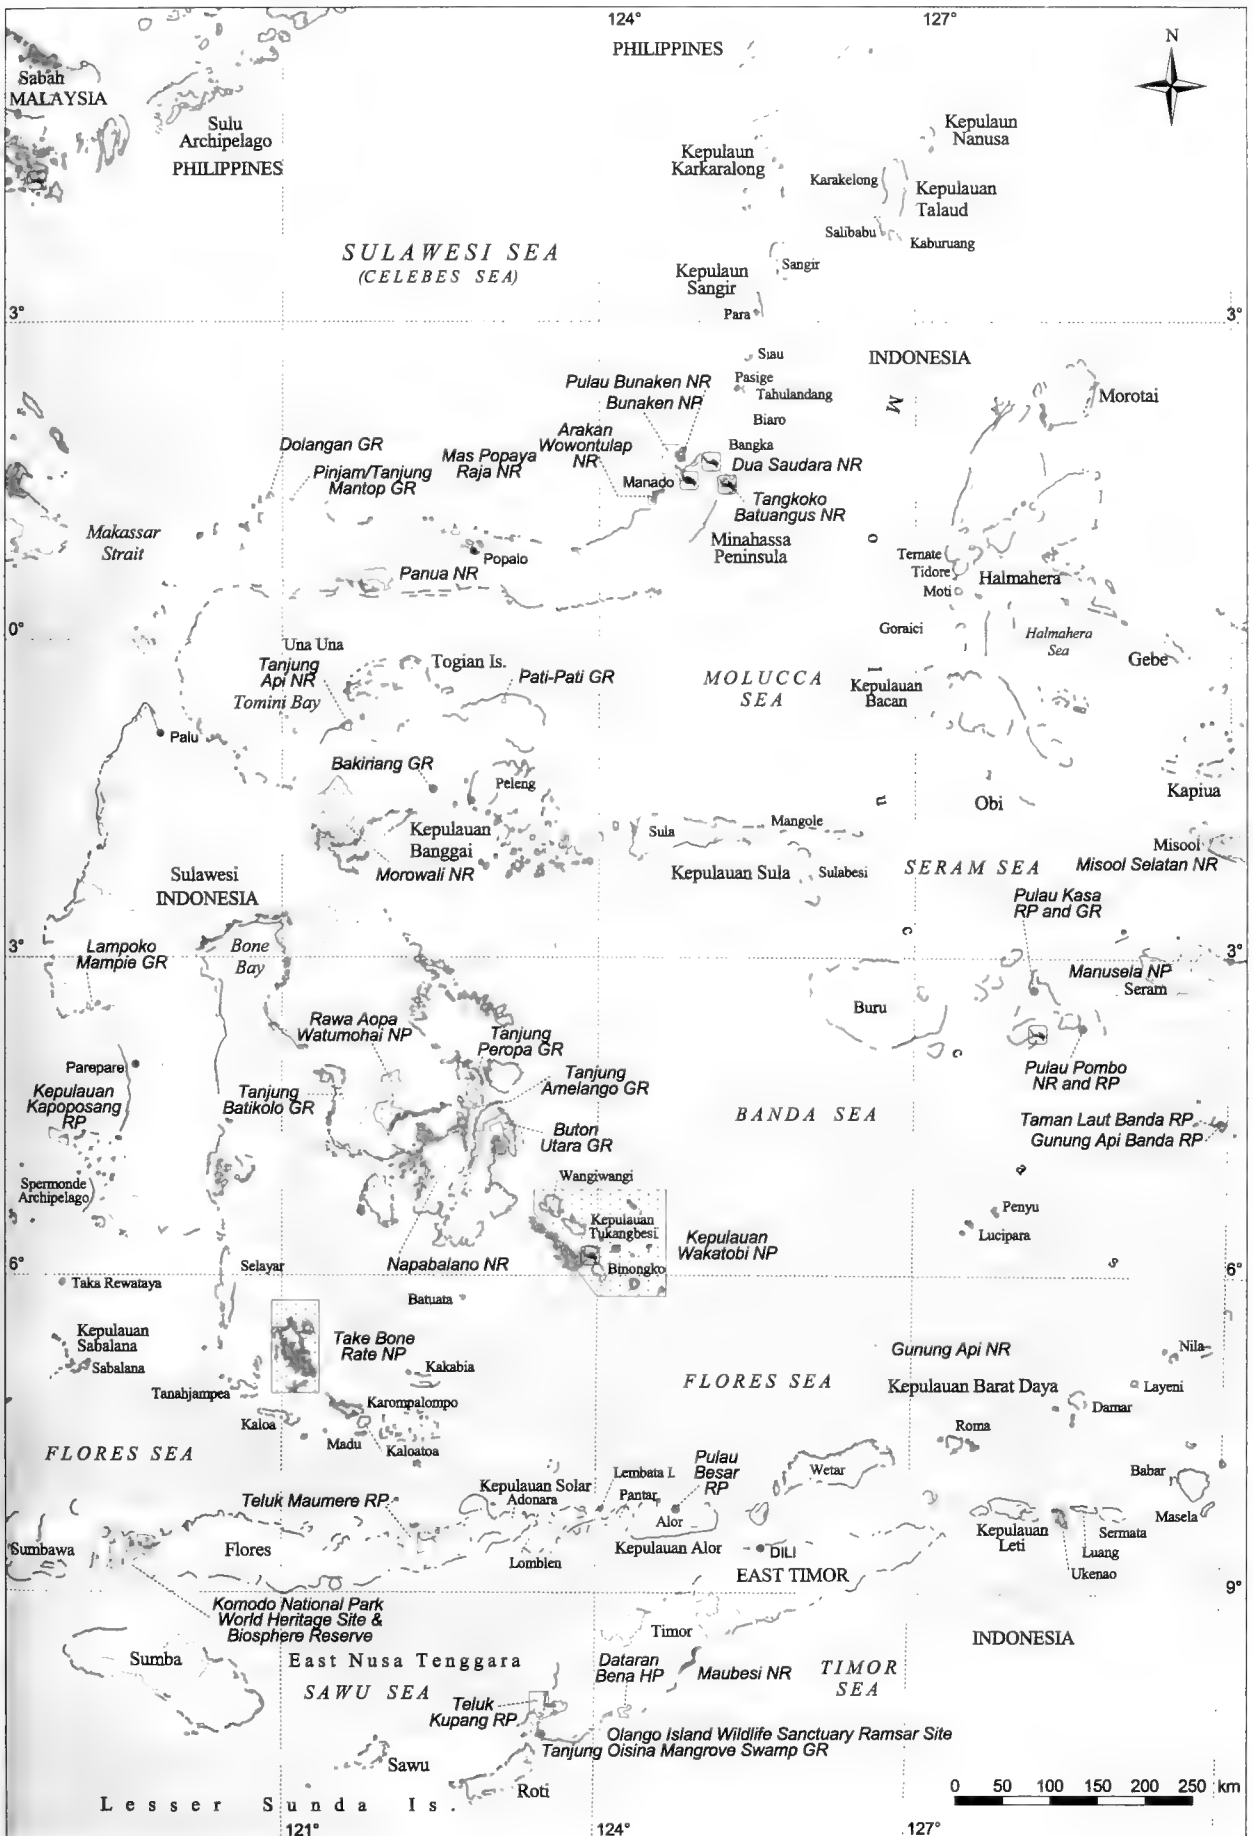 124°
127°
PHILIPPINES
N
Sabah
MALAYSIA
Sulu
Archipelago
PHILIPPINES
Kepulaun
Nanusa
Kepulaun
Karkaralong
Karakelong
Kepulauan
Talaud
Salibabu
Kaburuang
SULAWESI SEA
(CELEBES SEA)
Kepulaun
Sangir
Sangir
Para
3°
3°
Siau
INDONESIA
Pulau Bunaken NR
Pasige
Tahulandang
Bunaken NP
M
Morotai
Biaro
Arakan
Wowontulap
NR
Dolangan GR
Mas Popaya
Raja NR
Bangka
Dua Saudara NR
Pinjam/Tanjung
Mantop GR
Manado
Tangkoko
Batuangus NR
Makassar
Strait
o
Minahassa
Peninsula
Popalo
Ternate
Tidore
Halmahera
Moti
Panua NR
0°
Goraici
Halmahera
Sea
Una Una
Togian Is.
Gebe
Tanjung
Api NR
Pati-Pati GR
MOLUCCA
SEA
l
Kepulauan
Bacan
Tomini Bay
Palu
Bakiriang GR
Peleng
Kapiua
u
Obi
Kepulauan
Banggai
Sula
Mangole
Misool
Misool Selatan NR
Morowali NR
Kepulauan Sula
Sulabesi
SERAM SEA
Sulawesi
INDONESIA
Pulau Kasa
RP and GR
c
3°
Lampoko
Mampie GR
Bone
Bay
3°
Manusela NP
Seram
Buru
Rawa Aopa
Watumohai NP
Tanjung
Peropa GR
c
Parepare
Tanjung
Amelango GR
Pulau Pombo
NR and RP
Kepulauan
Kapoposang
RP
Tanjung
Batikolo GR
BANDA SEA
Taman Laut Banda RP
Gunung Api Banda RP
Buton
Utara GR
Spermonde
Archipelago
Wangiwangi
a
Penyu
Kepulauan
Tukangbesi
Kepulauan
Wakatobi NP
Lucipara
6°
Selayar
Napabalano NR
Binongko
s
6°
Taka Rewataya
Batuata
Kepulauan
Sabalana
Sabalana
Take Bone
Rate NP
Gunung Api NR
Nila
Kakabia
FLORES SEA
Kepulauan Barat Daya
Layeni
Tanahjampea
Karompalompo
Damar
Kaloa
Madu
Kaloatoa
Roma
FLORES SEA
Pulau
Besar
RP
Wetar
Lembata I.
Babar
Kepulauan Solar
Adonara
Pantar
Teluk Maumere RP
Alor
Masela
Sermata
Kepulauan
Leti
Sumbawa
Flores
Lomblen
Kepulauan Alor
DILI
Luang
EAST TIMOR
Ukenao
9°
Komodo National Park
World Heritage Site &
Biosphere Reserve
Timor
INDONESIA
Sumba
East Nusa Tenggara
Dataran
Bena HP
Maubesi NR
TIMOR
SEA
SAWU SEA
Teluk
Kupang RP
Olango Island Wildlife Sanctuary Ramsar Site
Tanjung Oisina Mangrove Swamp GR
Sawu
Roti
0 50 100 150 200 250 km
Lesser Sunda Is.
121°
124°
127°